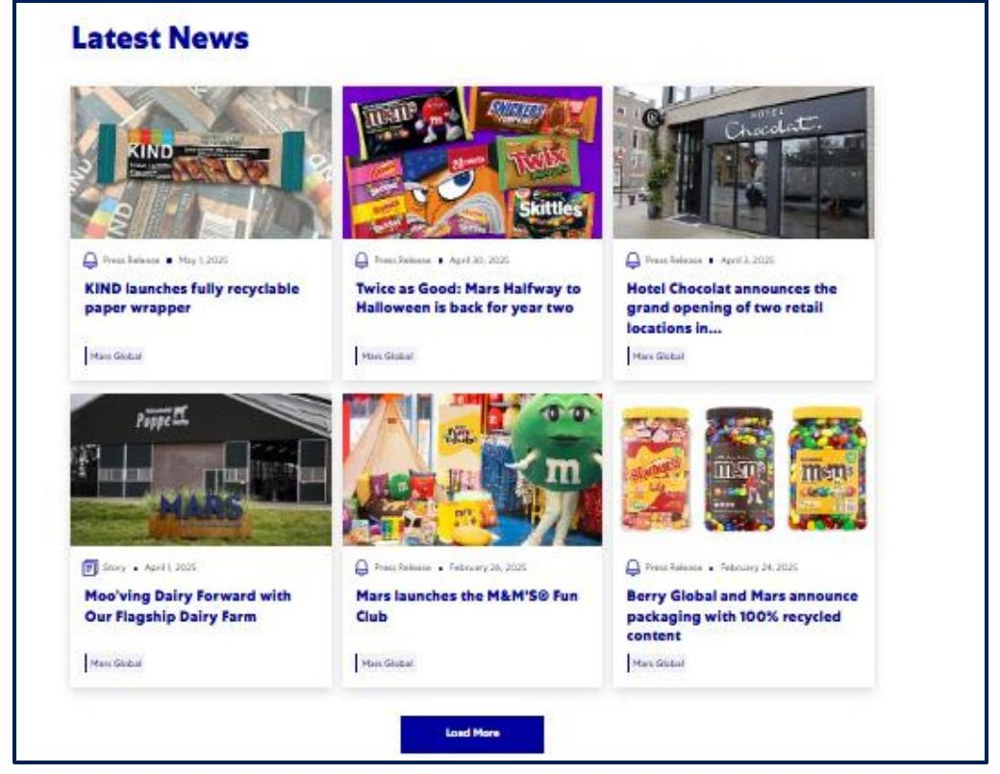 Latest News
KIND
M&M'S
SNICKERS
Twix
Skittles
HOTEL
Chocolat.
Press Release ■ May 1, 2025
KIND launches fully recyclable
paper wrapper
Mars Global
Press Release ■ April 30, 2025
Twice as Good: Mars Halfway to
Halloween is back for year two
Mars Global
Press Release ■ April 3, 2025
Hotel Chocolat announces the
grand opening of two retail
locations in...
Mars Global
Poppe
MARS
m
Starburst
m&m's
m&m's
Story ■ April 1, 2025
Moo'ving Dairy Forward with
Our Flagship Dairy Farm
Mars Global
Press Release ■ February 26, 2025
Mars launches the M&M'S® Fun
Club
Mars Global
Press Release ■ February 24, 2025
Berry Global and Mars announce
packaging with 100% recycled
content
Mars Global
Load More